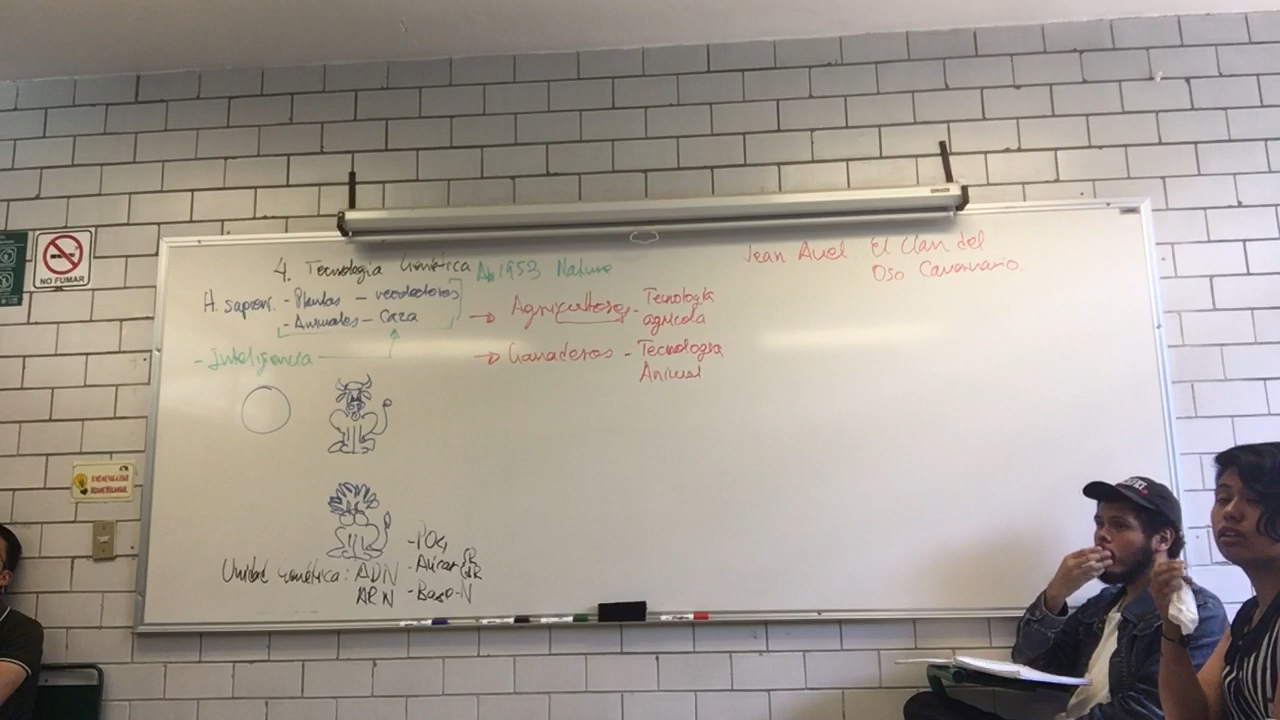 4. Tecnología Genética 1953 Nature
H. sapiens. - Plantas - recolectores
- Animales - Caza
- Inteligencia
→ Agricultores - Tecnología
agrícola
→ Ganaderos - Tecnología
Animal
Jean Auel El Clan del
Oso Cavernario.
Unidad Genética: ADN
ARN
- PO4
- Azúcar R
dR
- Base-N
NO FUMAR